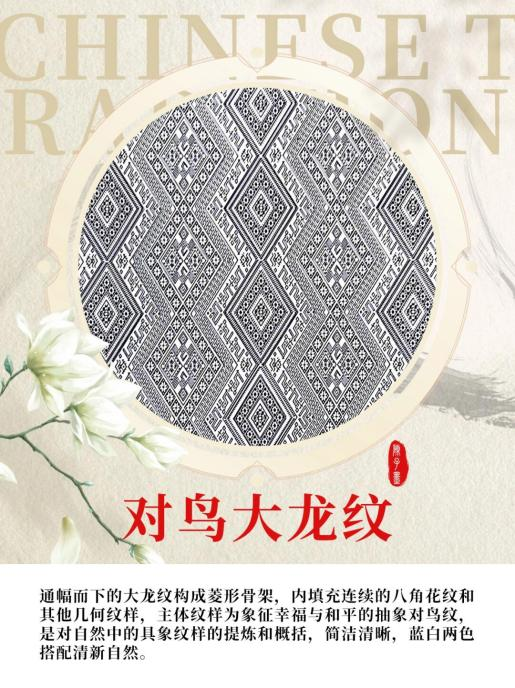 CHINESE T
RADITION
对鸟大龙纹
通幅而下的大龙纹构成菱形骨架，内填充连续的八角花纹和
其他几何纹样，主体纹样为象征幸福与和平的抽象对鸟纹，
是对自然中的具象纹样的提炼和概括，简洁清晰，蓝白两色
搭配清新自然。